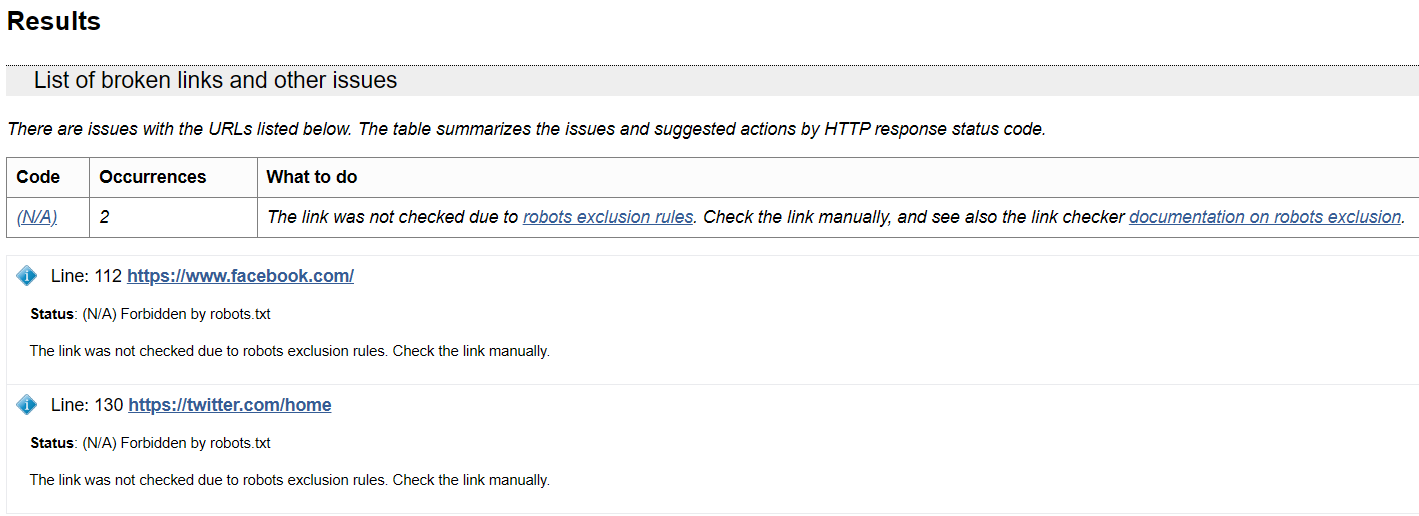 Results
List of broken links and other issues
There are issues with the URLs listed below. The table summarizes the issues and suggested actions by HTTP response status code.
Code Occurrences What to do
(N/A) 2 The link was not checked due to robots exclusion rules. Check the link manually, and see also the link checker documentation on robots exclusion.
Line: 112 https://www.facebook.com/
Status: (N/A) Forbidden by robots.txt
The link was not checked due to robots exclusion rules. Check the link manually.
Line: 130 https://twitter.com/home
Status: (N/A) Forbidden by robots.txt
The link was not checked due to robots exclusion rules. Check the link manually.